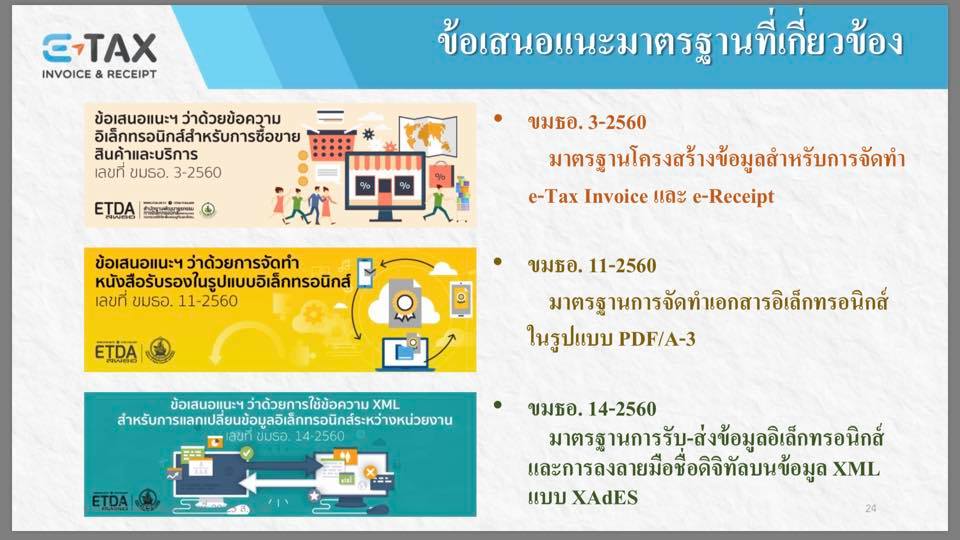 E-TAX
INVOICE & RECEIPT
ข้อเสนอแนะมาตรฐานที่เกี่ยวข้อง
ข้อเสนอแนะฯ ว่าด้วยข้อความ
อิเล็กทรอนิกส์สำหรับการซื้อขาย
สินค้าและบริการ
เลขที่ ขมธอ. 3-2560
ETDA
สพธอ
• ขมธอ. 3-2560
มาตรฐานโครงสร้างข้อมูลสำหรับการจัดทำ
e-Tax Invoice และ e-Receipt
ข้อเสนอแนะฯ ว่าด้วยการจัดทำ
หนังสือรับรองในรูปแบบอิเล็กทรอนิกส์
เลขที่ ขมธอ. 11-2560
ETDA
สพธอ
• ขมธอ. 11-2560
มาตรฐานการจัดทำเอกสารอิเล็กทรอนิกส์
ในรูปแบบ PDF/A-3
ข้อเสนอแนะฯ ว่าด้วยการใช้ข้อความ XML
สำหรับการแลกเปลี่ยนข้อมูลอิเล็กทรอนิกส์ระหว่างหน่วยงาน
เลขที่ ขมธอ. 14-2560
ETDA
• ขมธอ. 14-2560
มาตรฐานการรับ-ส่งข้อมูลอิเล็กทรอนิกส์
และการลงลายมือชื่อดิจิทัลบนข้อมูล XML
แบบ XAdES
24